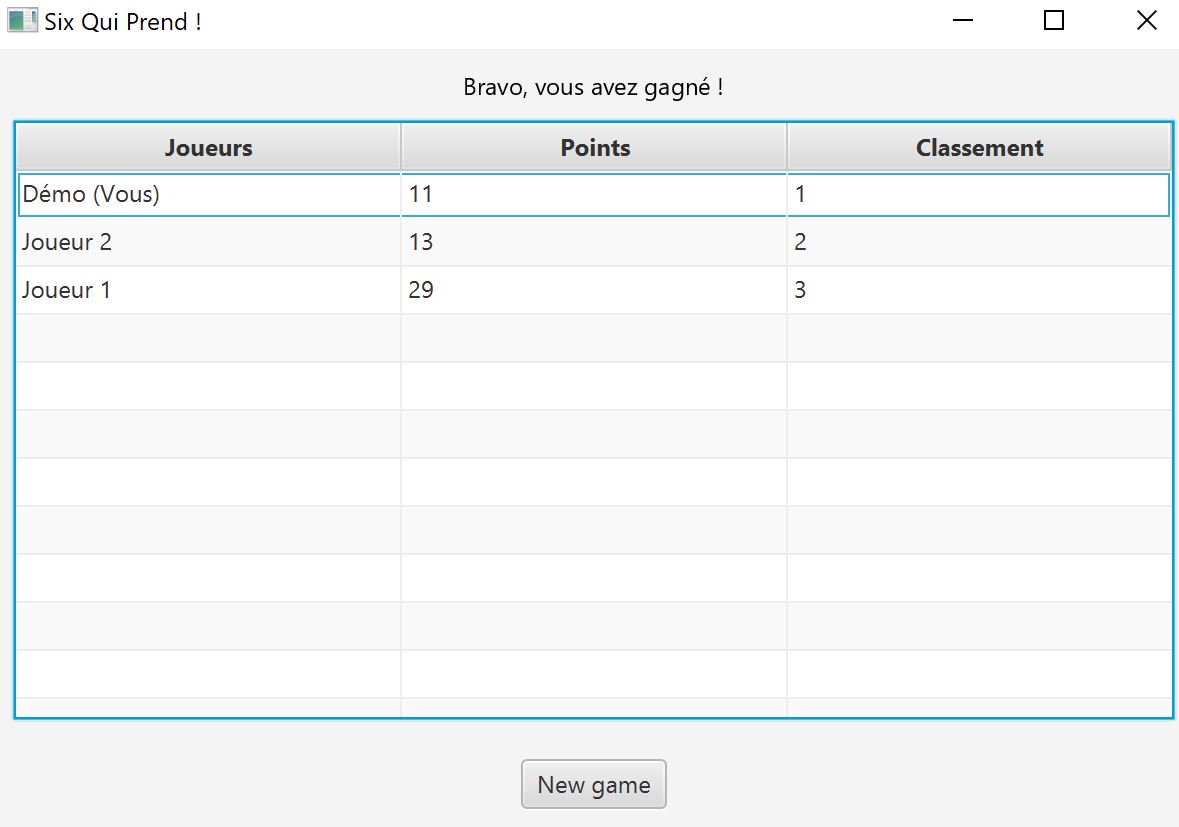 Six Qui Prend !
Bravo, vous avez gagné !
Joueurs Points Classement
Démo (Vous) 11 1
Joueur 2 13 2
Joueur 1 29 3
New game